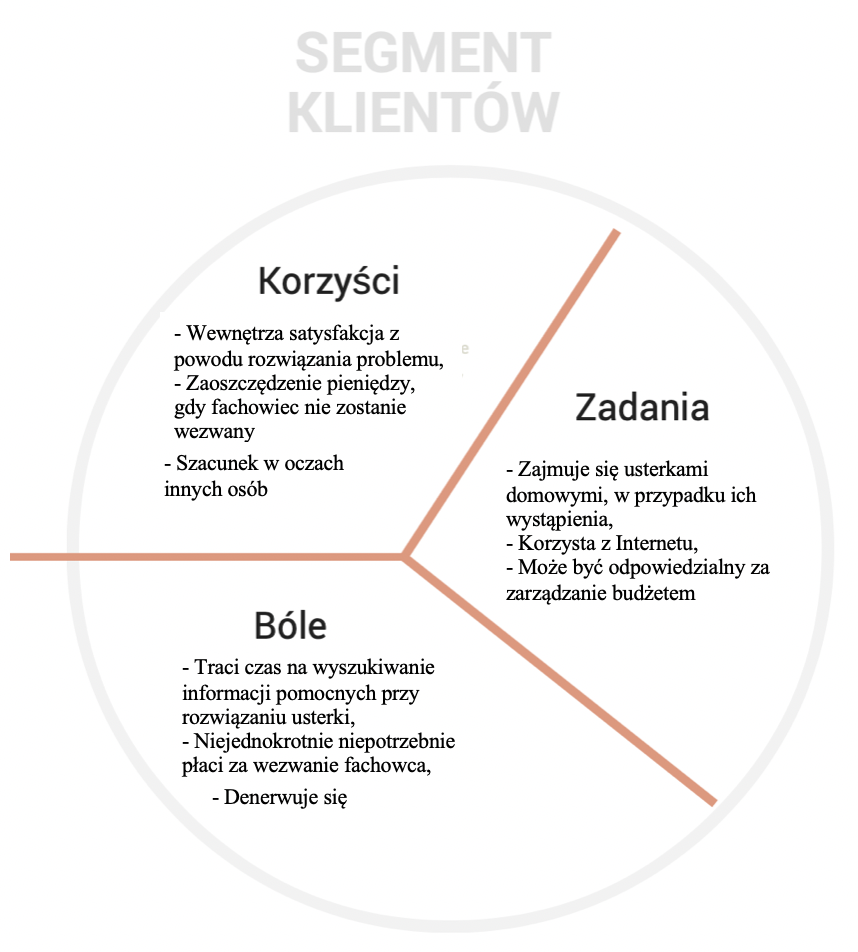 SEGMENT
KLIENTÓW
Korzyści
- Wewnętrza satysfakcja z
powodu rozwiązania problemu,
- Zaoszczędzenie pieniędzy,
gdy fachowiec nie zostanie
wezwany
- Szacunek w oczach
innych osób
Zadania
- Zajmuje się usterkami
domowymi, w przypadku ich
wystąpienia,
- Korzysta z Internetu,
- Może być odpowiedzialny za
zarządzanie budżetem
Bóle
- Traci czas na wyszukiwanie
informacji pomocnych przy
rozwiązaniu usterki,
- Niejednokrotnie niepotrzebnie
płaci za wezwanie fachowca,
- Denerwuje się